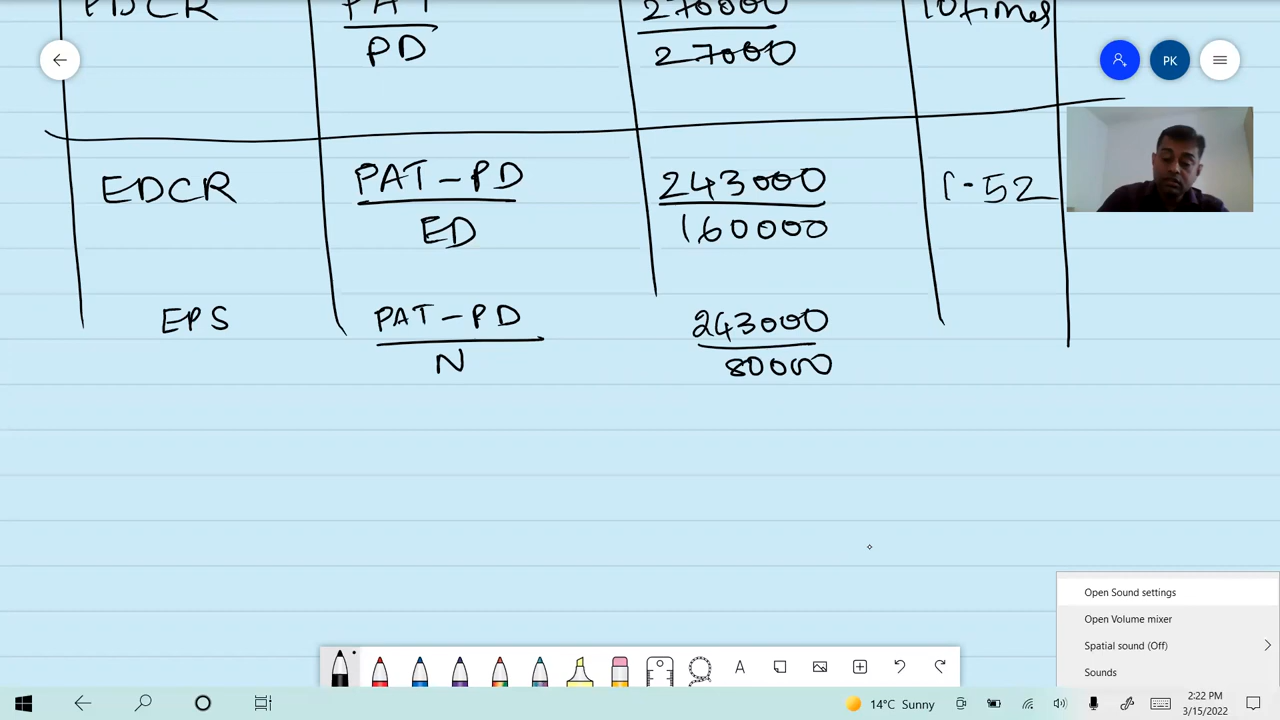 PDCR PAT 270000 10 times
PD 27000
PK
EDCR PAT - PD 243000 1.52
ED 160000
EPS PAT - PD 243000
N 80000
Open Sound settings
Open Volume mixer
Spatial sound (Off)
Sounds
A
14°C Sunny
2:22 PM
3/15/2022